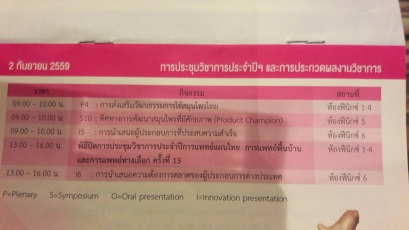 2 กันยายน 2559 การประชุมวิชาการประจำปีฯ และการประกวดผลงานวิชาการ
เวลา กิจกรรม สถานที่
09.00 - 10.00 น. P4 : การส่งเสริมวัฒนธรรมการใช้สมุนไพรไทย ห้องฟินิกซ์ 1-4
09.00 - 10.00 น. S10 : ทิศทางการพัฒนาสมุนไพรที่มีศักยภาพ (Product Champion) ห้องฟินิกซ์ 5
09.00 - 10.00 น. I5 : การนำเสนอผู้ประกอบการที่ประสบความสำเร็จ ห้องฟินิกซ์ 6
13.00 - 16.00 น. พิธีปิดการประชุมวิชาการประจำปีการแพทย์แผนไทย การแพทย์พื้นบ้าน ห้องฟินิกซ์ 1-4
และการแพทย์ทางเลือก ครั้งที่ 13
13.00 - 16.00 น. I6 : การนำเสนอความต้องการตลาดของผู้ประกอบการต่างประเทศ ห้องฟินิกซ์ 6
P=Plenary S=Symposium O=Oral presentation I=Innovation presentation